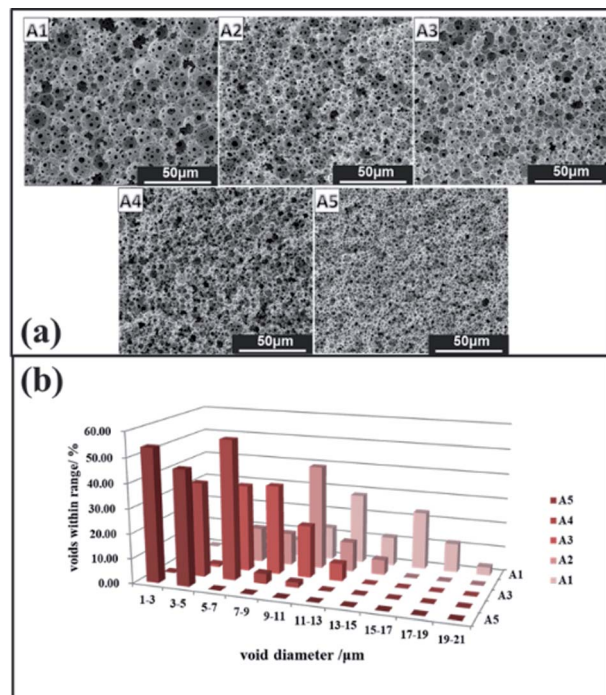 A1 A2 A3
50µm 50µm 50µm
A4 A5
50µm 50µm
(a)
(b)
voids within range/ %
60.00
50.00
40.00
30.00
20.00
10.00
0.00
1-3 3-5 5-7 7-9 9-11 11-13 13-15 15-17 17-19 19-21
void diameter /µm
A1
A3
A5
A5
A4
A3
A2
A1